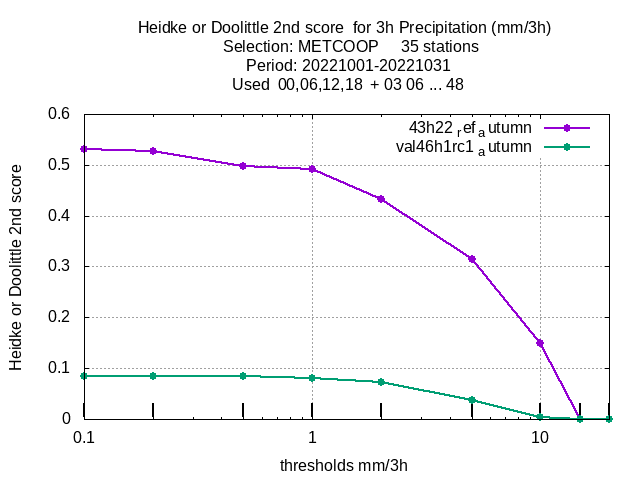 Heidke or Doolittle 2nd score for 3h Precipitation (mm/3h)
Selection: METCOOP 35 stations
Period: 20221001-20221031
Used 00,06,12,18 + 03 06 ... 48
43h22 ref a utumn
val46h1rc1 a utumn
Heidke or Doolittle 2nd score
0.6
0.5
0.4
0.3
0.2
0.1
0
0.1 1 10
thresholds mm/3h